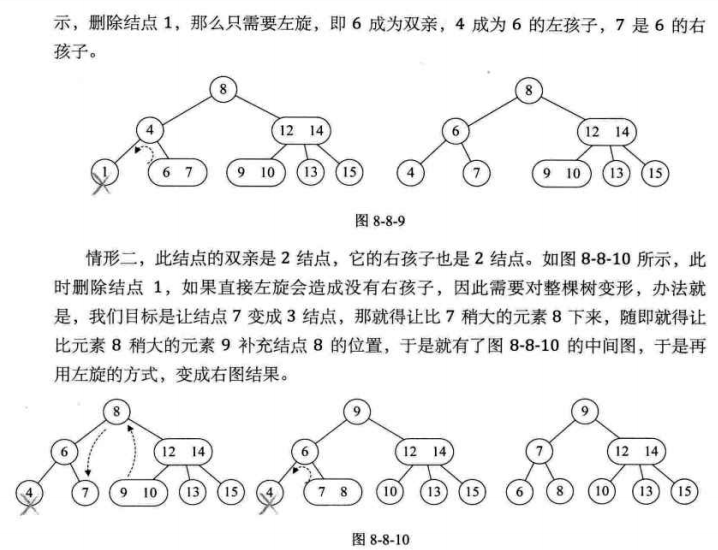 示，删除结点 1，那么只需要左旋，即 6 成为双亲，4 成为 6 的左孩子，7 是 6 的右
孩子。
8 8
4 12 14 6 12 14
1 6 7 9 10 13 15 4 7 9 10 13 15
图 8-8-9
情形二，此结点的双亲是 2 结点，它的右孩子也是 2 结点。如图 8-8-10 所示，此
时删除结点 1，如果直接左旋会造成没有右孩子，因此需要对整棵树变形，办法就
是，我们目标是让结点 7 变成 3 结点，那就得让比 7 稍大的元素 8 下来，随即就得让
比元素 8 稍大的元素 9 补充结点 8 的位置，于是就有了图 8-8-10 的中间图，于是再
用左旋的方式，变成右图结果。
8 9 9
6 12 14 6 12 14 7 12 14
4 7 9 10 13 15 4 7 8 10 13 15 6 8 10 13 15
图 8-8-10